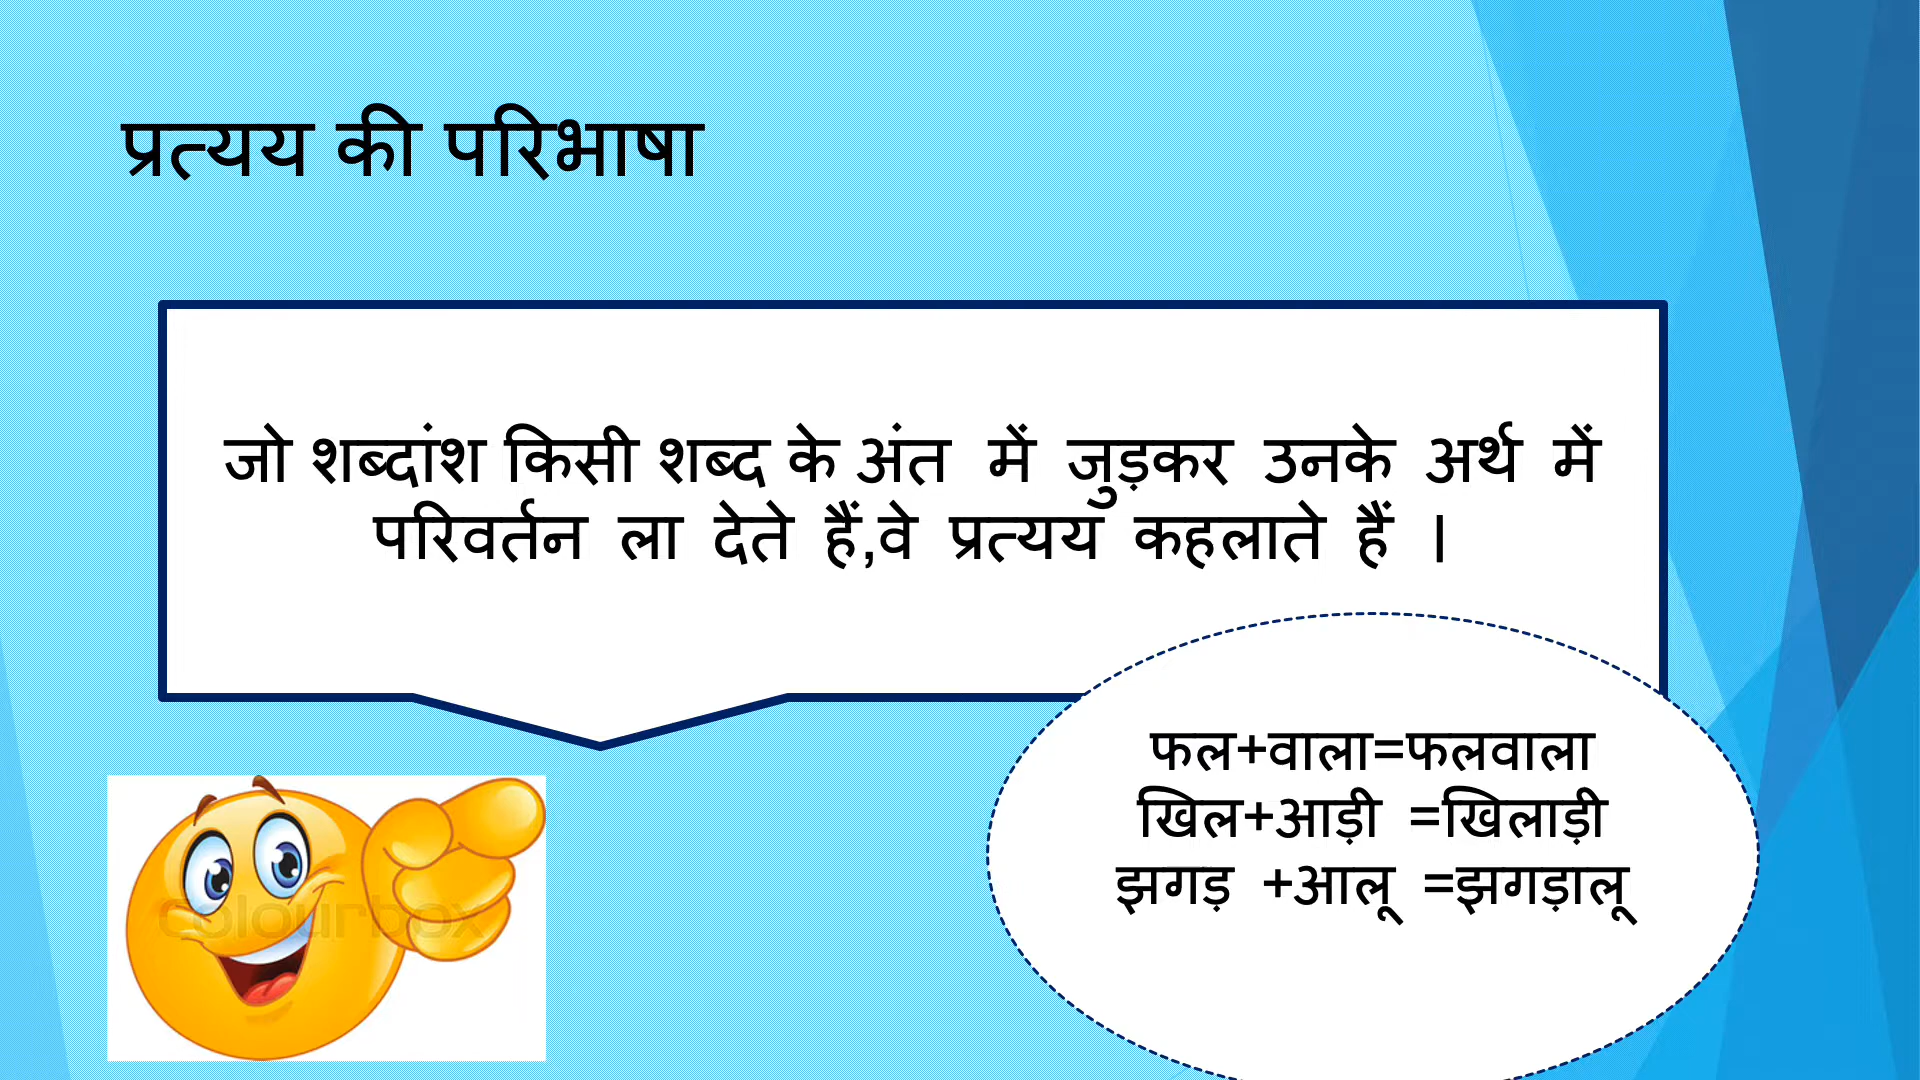 प्रत्यय की परिभाषा
जो शब्दांश किसी शब्द के अंत में जुड़कर उनके अर्थ में
परिवर्तन ला देते हैं,वे प्रत्यय कहलाते हैं ।
फल+वाला=फलवाला
खिल+आड़ी =खिलाड़ी
झगड़ +आलू =झगड़ालू
colourbox